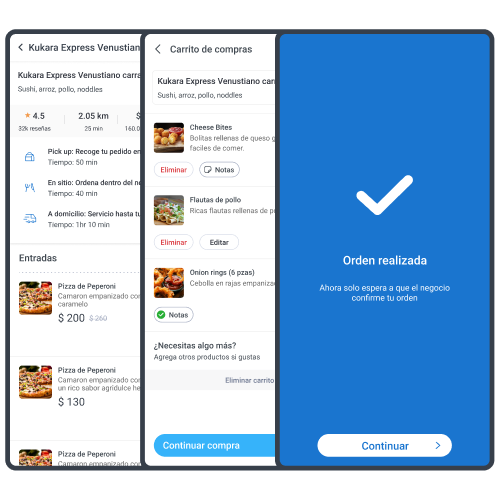 Kukara Express Venustian
Kukara Express Venustiano carra
Sushi, arroz, pollo, noddles
4.5
2.05 km
$
32k reseñas
25 min
160.0
Pick up: Recoge tu pedido en
Tiempo: 50 min
En sitio: Ordena dentro del ne
Tiempo: 40 min
A domicilio: Servicio hasta tu
Tiempo: 1hr 10 min
Entradas
Pizza de Peperoni
Camaron empanizado con
caramelo
$ 200 $ 260
Pizza de Peperoni
Camaron empanizado con
un rico sabor agridulce he
$ 130
Pizza de Peperoni
Camaron empanizado con
Carrito de compras
Kukara Express Venustiano carr
Sushi, arroz, pollo, noddles
Cheese Bites
Bolitas rellenas de queso g
faciles de comer.
Eliminar
Notas
Flautas de pollo
Ricas flautas rellenas de p
Eliminar
Editar
Onion rings (6 pzas)
Cebolla en rajas empaniza
Notas
¿Necesitas algo más?
Agrega otros productos si gustas
Eliminar carrito
Continuar compra
Orden realizada
Ahora solo espera a que el negocio
confirme tu orden
Continuar